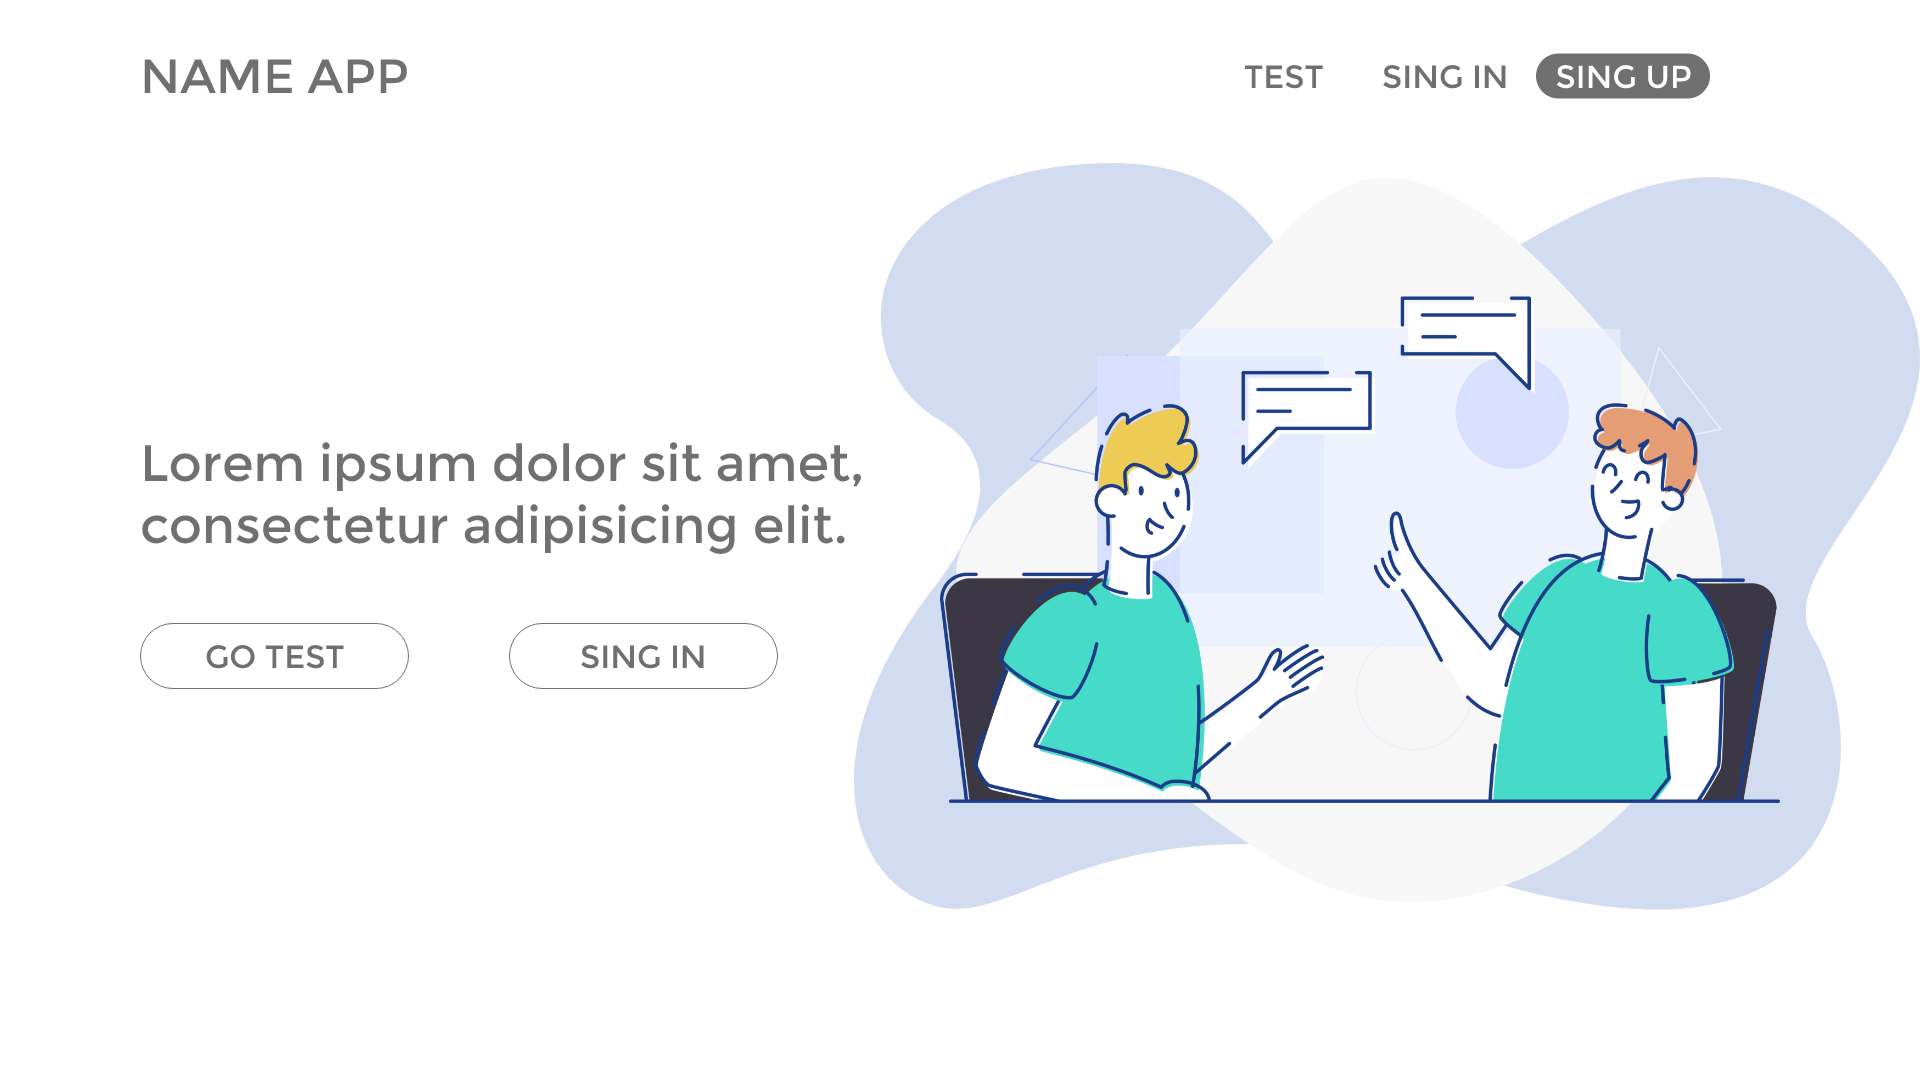 NAME APP
TEST
SING IN
SING UP
Lorem ipsum dolor sit amet,
consectetur adipisicing elit.
GO TEST
SING IN